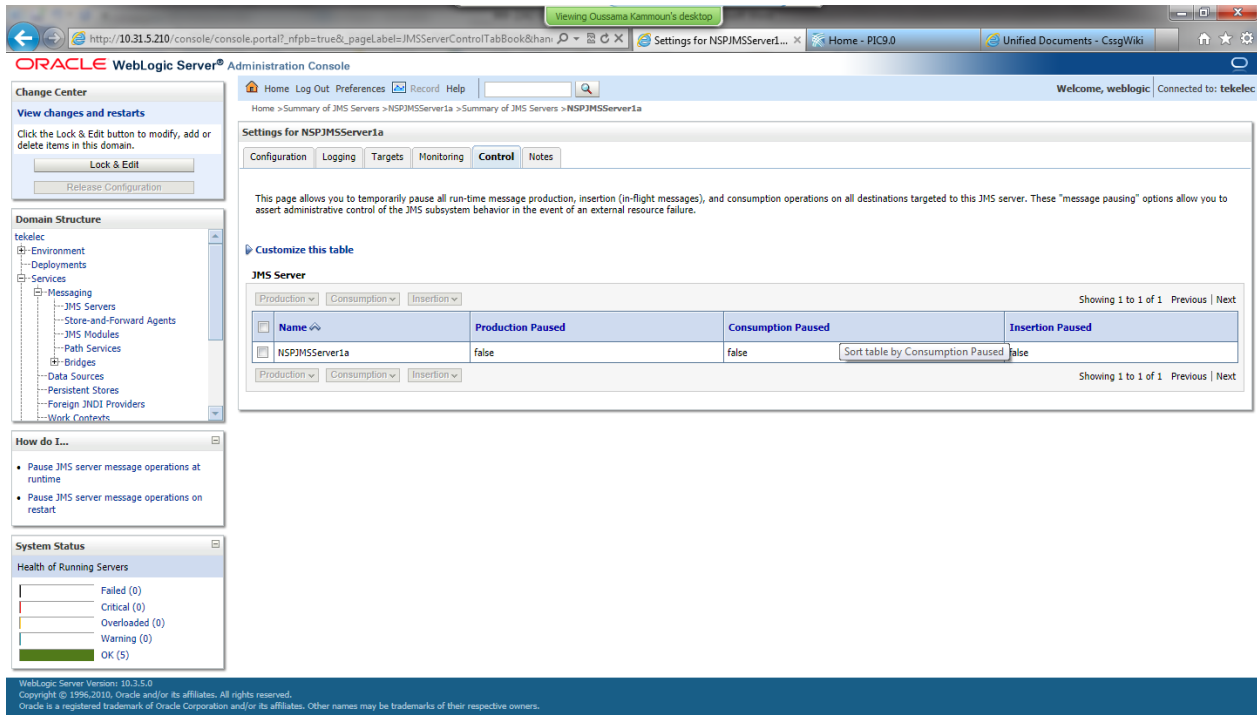 Viewing Oussama Kammoun's desktop
http://10.31.5.210/console/console.portal?_nfpb=true&_pageLabel=JMSServerControlTabBook&han
Settings for NSPJMSServer1...
Home - PIC9.0
Unified Documents - CssgWiki
ORACLE WebLogic Server® Administration Console
Change Center
View changes and restarts
Click the Lock & Edit button to modify, add or
delete items in this domain.
Lock & Edit
Release Configuration
Domain Structure
tekelec
Environment
Deployments
Services
Messaging
JMS Servers
Store-and-Forward Agents
JMS Modules
Path Services
Bridges
Data Sources
Persistent Stores
Foreign JNDI Providers
Work Contexts
How do I...
Pause JMS server message operations at
runtime
Pause JMS server message operations on
restart
System Status
Health of Running Servers
Failed (0)
Critical (0)
Overloaded (0)
Warning (0)
OK (5)
Home Log Out Preferences Record Help
Welcome, weblogic Connected to: tekelec
Home >Summary of JMS Servers >NSPJMSServer1a >Summary of JMS Servers >NSPJMSServer1a
Settings for NSPJMSServer1a
Configuration Logging Targets Monitoring Control Notes
This page allows you to temporarily pause all run-time message production, insertion (in-flight messages), and consumption operations on all destinations targeted to this JMS server. These "message pausing" options allow you to
assert administrative control of the JMS subsystem behavior in the event of an external resource failure.
Customize this table
JMS Server
Production Consumption Insertion Showing 1 to 1 of 1 Previous | Next
Name Production Paused Consumption Paused Insertion Paused
NSPJMSServer1a false false false
Sort table by Consumption Paused
Production Consumption Insertion Showing 1 to 1 of 1 Previous | Next
WebLogic Server Version: 10.3.5.0
Copyright © 1996,2010, Oracle and/or its affiliates. All rights reserved.
Oracle is a registered trademark of Oracle Corporation and/or its affiliates. Other names may be trademarks of their respective owners.